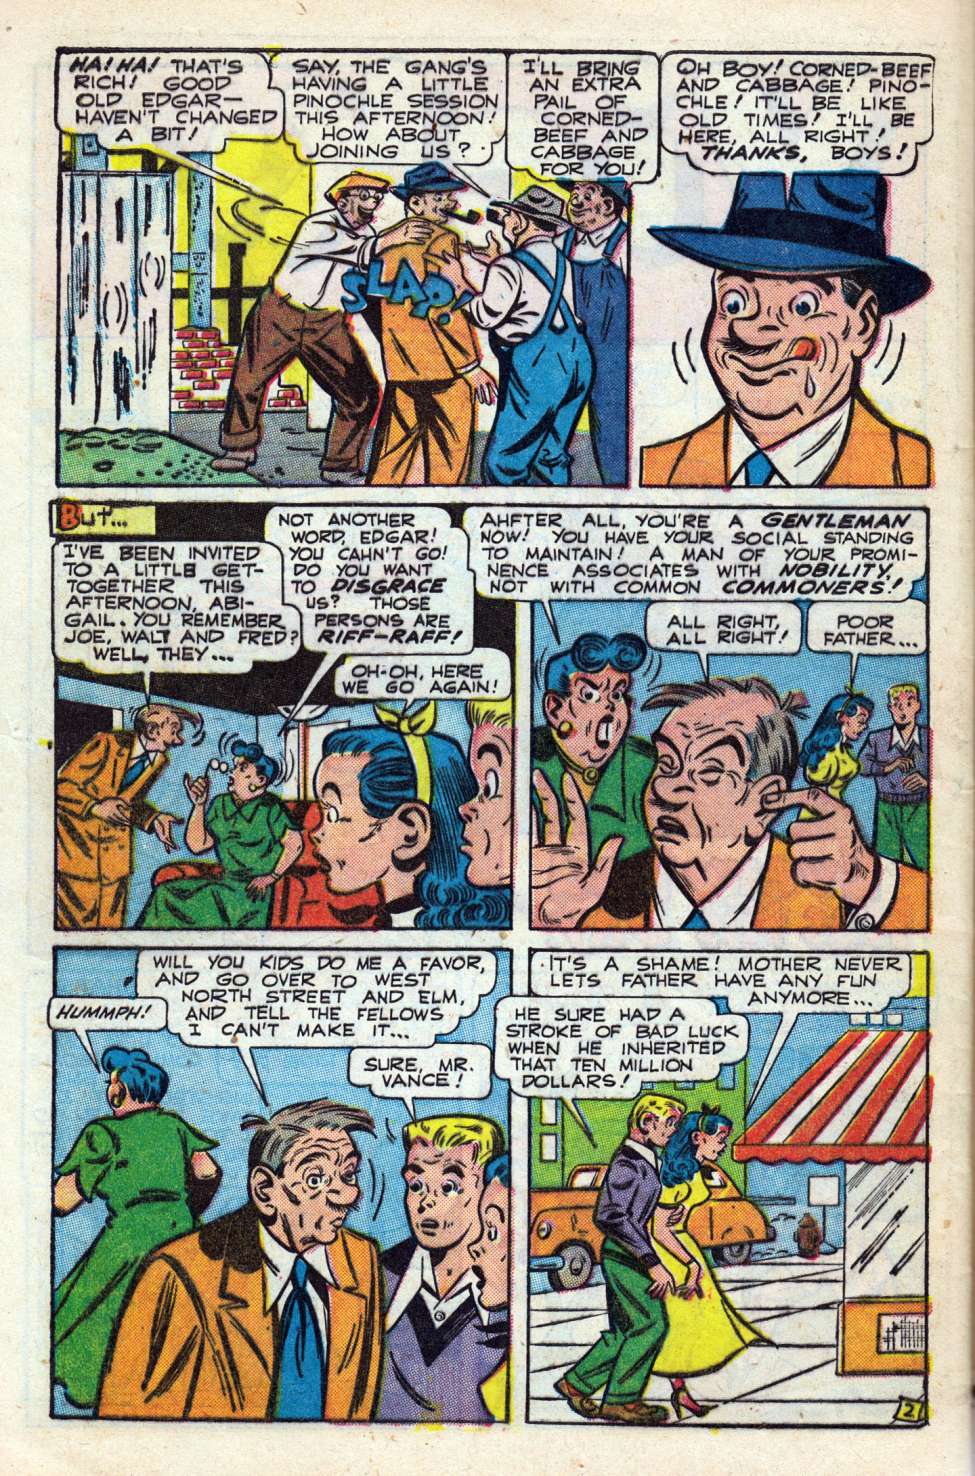 HA! HA! THAT'S
RICH! GOOD
OLD EDGAR—
HAVEN'T CHANGED
A BIT!
SAY, THE GANG'S
HAVING A LITTLE
PINOCHLE SESSION
THIS AFTERNOON!
HOW ABOUT
JOINING US?
I'LL BRING
AN EXTRA
PAIL OF
CORNED-
BEEF AND
CABBAGE
FOR YOU!
SLAP!
OH BOY! CORNED-BEEF
AND CABBAGE! PINO-
CHLE! IT'LL BE LIKE
OLD TIMES! I'LL BE
HERE, ALL RIGHT!
THANKS, BOYS!
BUT...
I'VE BEEN INVITED
TO A LITTLE GET-
TOGETHER THIS
AFTERNOON, ABI-
GAIL. YOU REMEMBER
JOE, WALT AND FRED?
WELL, THEY...
NOT ANOTHER
WORD, EDGAR!
YOU CAHN'T GO!
DO YOU WANT
TO DISGRACE
US? THOSE
PERSONS ARE
RIFF-RAFF!
OH-OH, HERE
WE GO AGAIN!
AHFTER ALL, YOU'RE A GENTLEMAN
NOW! YOU HAVE YOUR SOCIAL STANDING
TO MAINTAIN! A MAN OF YOUR PROMI-
NENCE ASSOCIATES WITH NOBILITY,
NOT WITH COMMON COMMONERS!
ALL RIGHT,
ALL RIGHT!
POOR
FATHER...
HUMMPH!
WILL YOU KIDS DO ME A FAVOR,
AND GO OVER TO WEST
NORTH STREET AND ELM,
AND TELL THE FELLOWS
I CAN'T MAKE IT...
SURE, MR.
VANCE!
IT'S A SHAME! MOTHER NEVER
LETS FATHER HAVE ANY FUN
ANYMORE...
HE SURE HAD A
STROKE OF BAD LUCK
WHEN HE INHERITED
THAT TEN MILLION
DOLLARS!
2